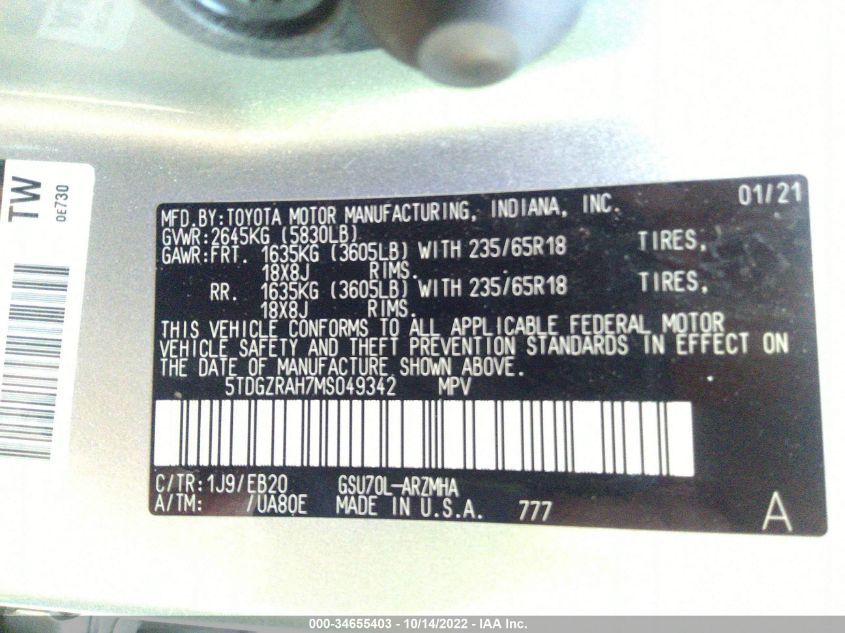 TW
OE730
01/21
MFD. BY: TOYOTA MOTOR MANUFACTURING, INDIANA, INC.
GVWR: 2645KG (5830LB)
GAWR: FRT. 1635KG (3605LB) WITH 235/65R18 TIRES,
18X8J RIMS.
RR. 1635KG (3605LB) WITH 235/65R18 TIRES,
18X8J RIMS.
THIS VEHICLE CONFORMS TO ALL APPLICABLE FEDERAL MOTOR
VEHICLE SAFETY AND THEFT PREVENTION STANDARDS IN EFFECT ON
THE DATE OF MANUFACTURE SHOWN ABOVE.
5TDGZRAH7MS049342 MPV
C/TR: 1J9/EB20 GSU70L-ARZMHA
A/TM: /UA80E MADE IN U.S.A. 777 A
000-34655403 - 10/14/2022 - IAA Inc.